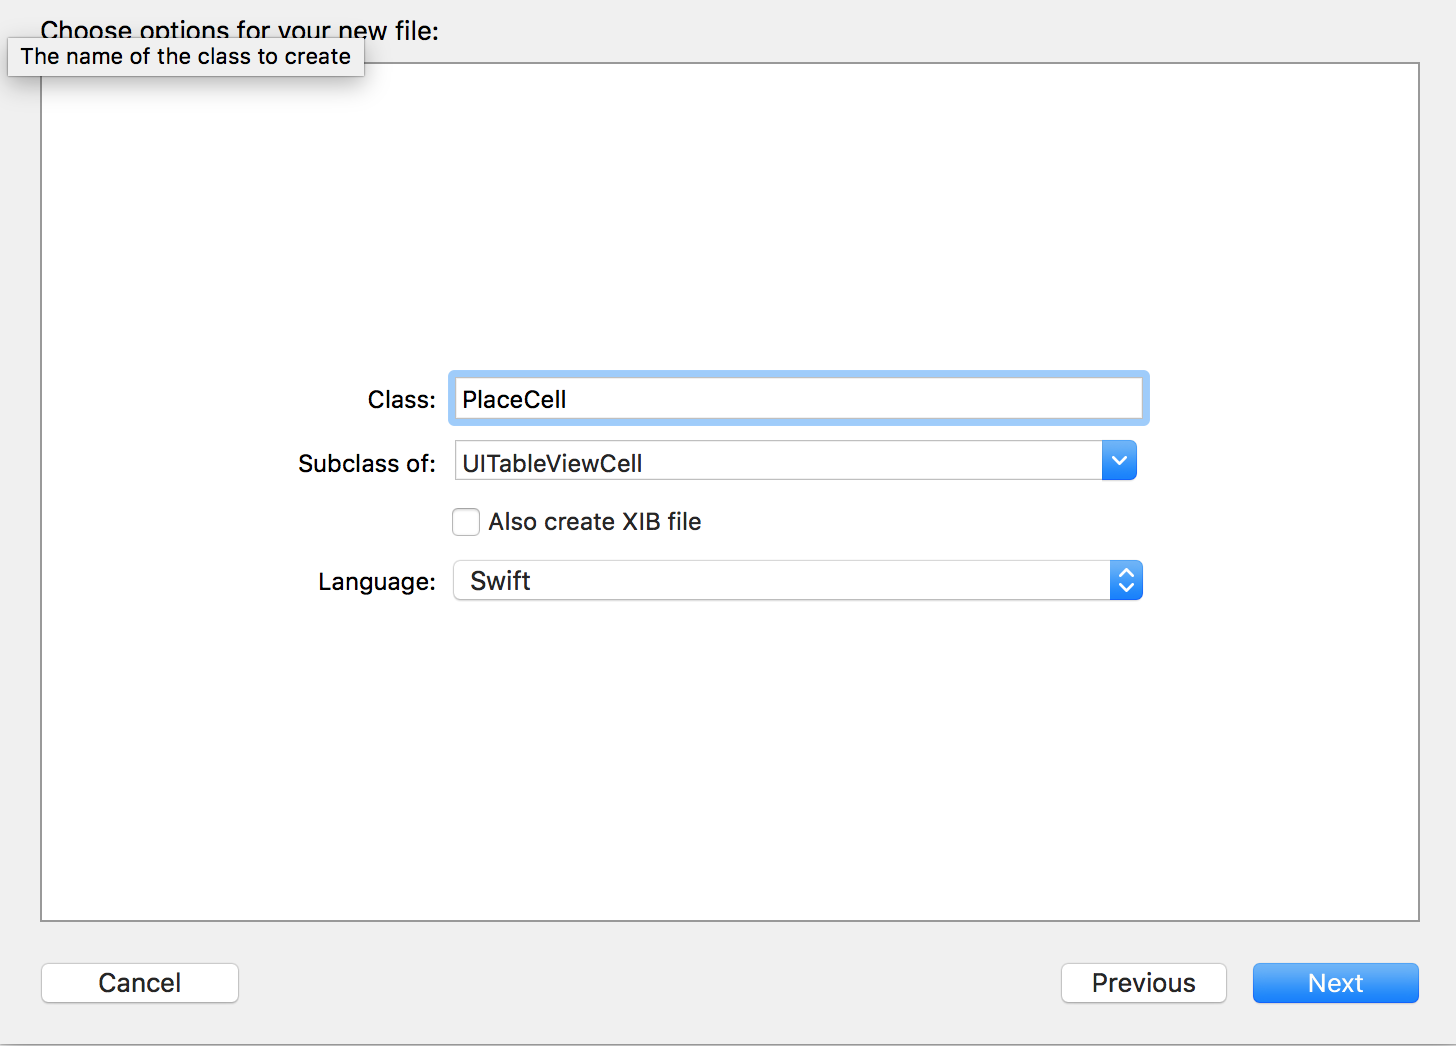 Choose options for your new file:
The name of the class to create
Class: PlaceCell
Subclass of: UITableViewCell
Also create XIB file
Language: Swift
Cancel Previous Next